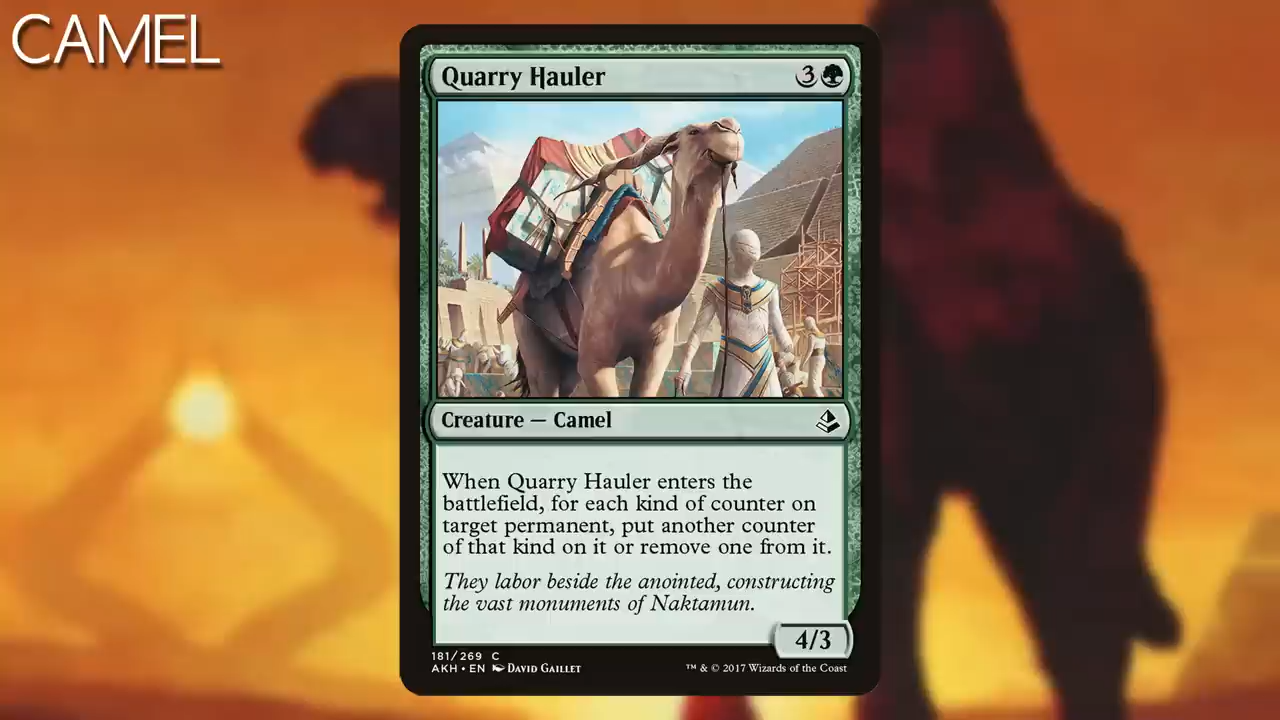 CAMEL
Quarry Hauler 3
Creature — Camel
When Quarry Hauler enters the
battlefield, for each kind of counter on
target permanent, put another counter
of that kind on it or remove one from it.
They labor beside the anointed, constructing
the vast monuments of Naktamun.
4/3
181/269 C
AKH • EN DAVID GAILLET ™ & © 2017 Wizards of the Coast